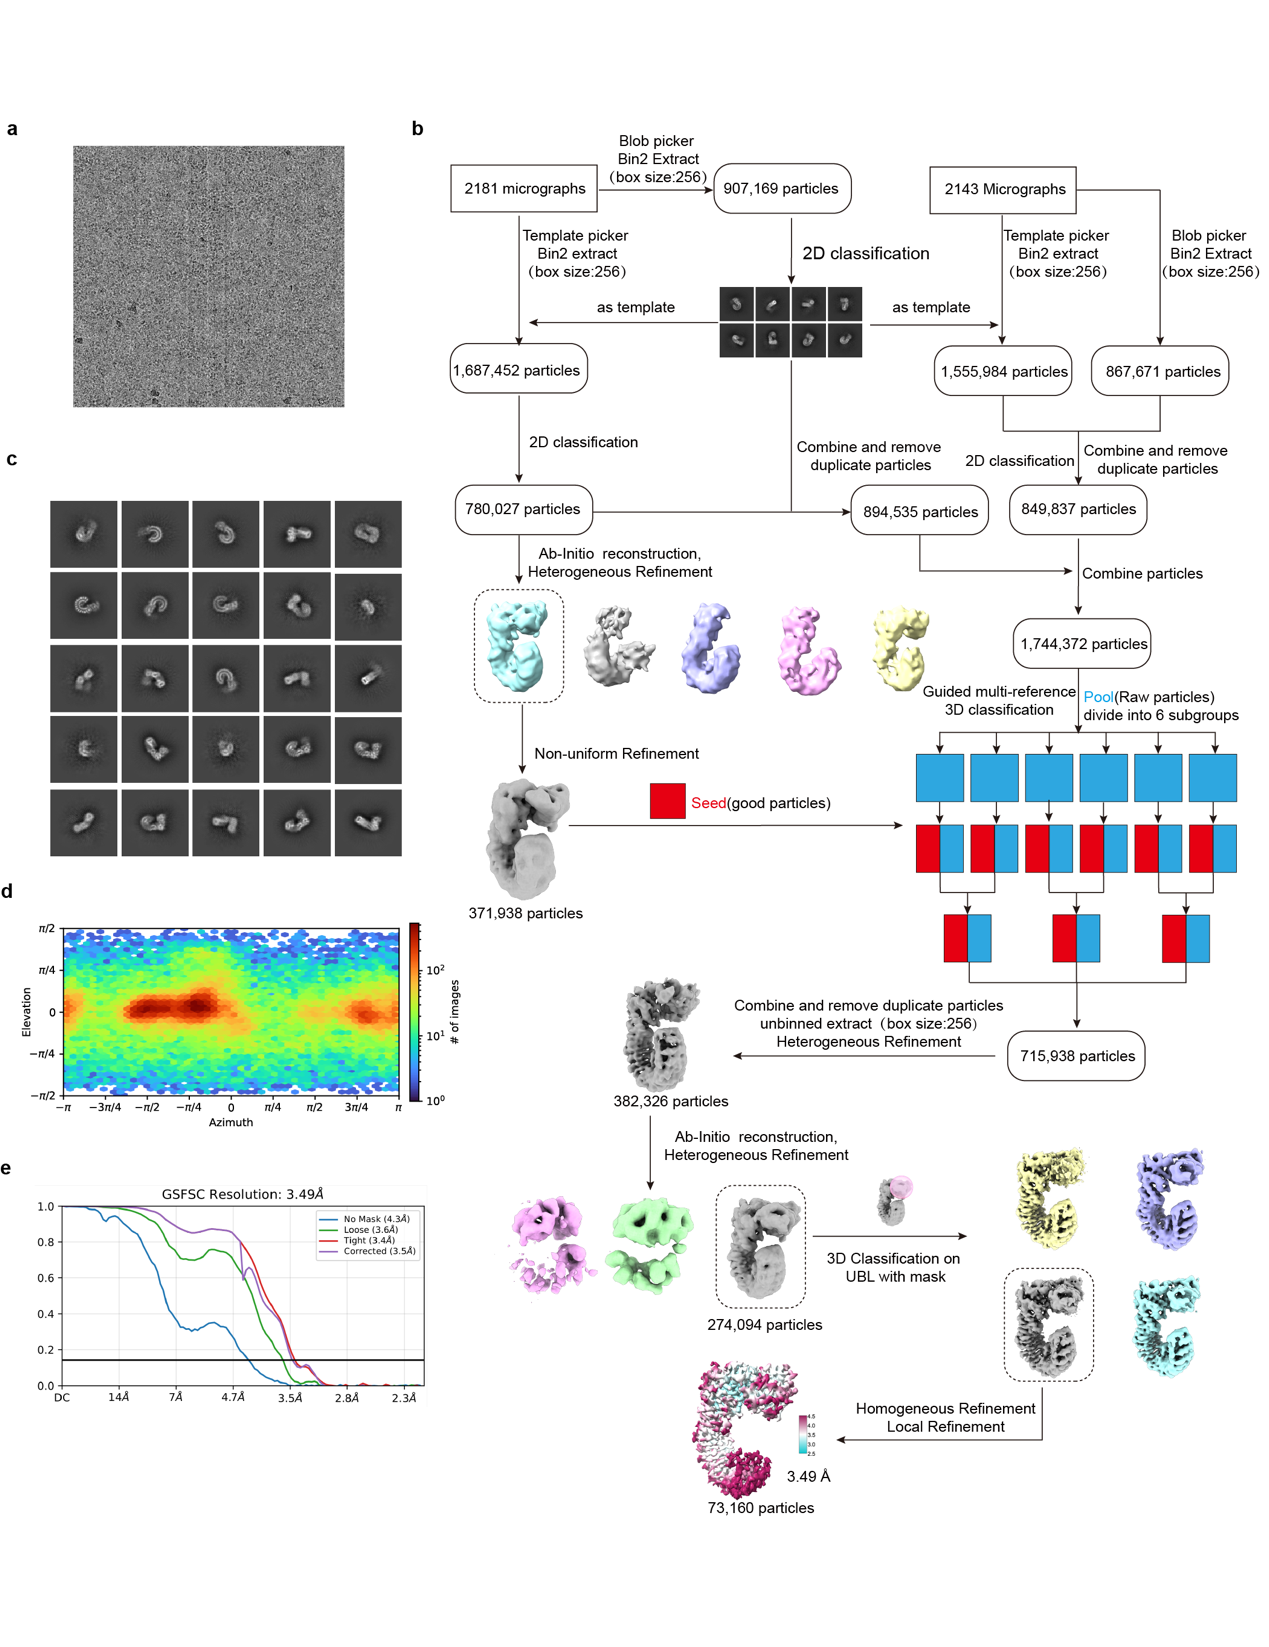 a
b
Blob picker
Bin2 Extract
(box size:256)
2181 micrographs
907,169 particles
2143 Micrographs
Template picker
Bin2 extract
(box size:256)
2D classification
Template picker
Bin2 extract
(box size:256)
Blob picker
Bin2 Extract
(box size:256)
as template
as template
1,687,452 particles
1,555,984 particles
867,671 particles
2D classification
Combine and remove
duplicate particles
2D classification
Combine and remove
duplicate particles
c
780,027 particles
894,535 particles
849,837 particles
Ab-Initio reconstruction,
Heterogeneous Refinement
Combine particles
1,744,372 particles
Guided multi-reference
3D classification
Pool(Raw particles)
divide into 6 subgroups
Non-uniform Refinement
Seed(good particles)
371,938 particles
d
π/2
π/4
0
−π/4
−π/2
Elevation
−π
−3π/4
−π/2
−π/4
0
π/4
π/2
3π/4
π
Azimuth
10²
10¹
10⁰
# of images
Combine and remove duplicate particles
unbinned extract (box size:256)
Heterogeneous Refinement
715,938 particles
382,326 particles
Ab-Initio reconstruction,
Heterogeneous Refinement
e
GSFSC Resolution: 3.49Å
1.0
0.8
0.6
0.4
0.2
0.0
No Mask (4.3Å)
Loose (3.6Å)
Tight (3.4Å)
Corrected (3.5Å)
DC
14Å
7Å
4.7Å
3.5Å
2.8Å
2.3Å
3D Classification on
UBL with mask
274,094 particles
Homogeneous Refinement
Local Refinement
4.5
4.0
3.5
3.0
2.5
3.49 Å
73,160 particles